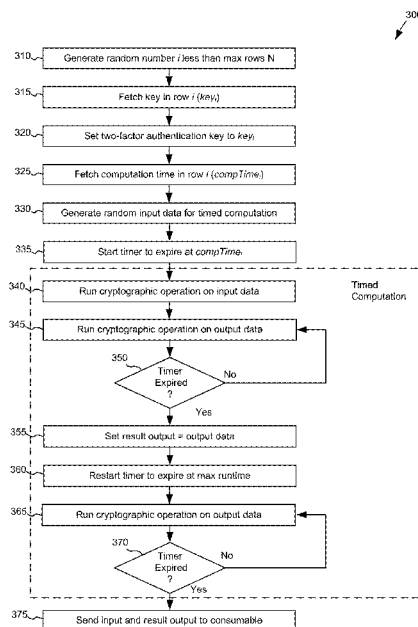 300
310
Generate random number i less than max rows N
315
Fetch key in row i (keyi)
320
Set two-factor authentication key to keyi
325
Fetch computation time in row i (compTimei)
330
Generate random input data for timed computation
335
Start timer to expire at compTimei
Timed
Computation
340
Run cryptographic operation on input data
345
Run cryptographic operation on output data
350
Timer
Expired
?
No
Yes
355
Set result output = output data
360
Restart timer to expire at max runtime
365
Run cryptographic operation on output data
370
Timer
Expired
?
No
Yes
375
Send input and result output to consumable